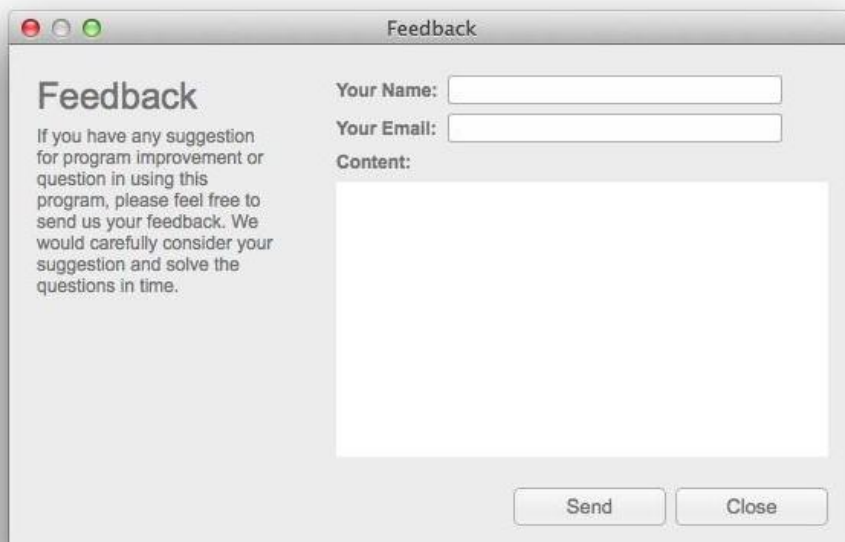 Feedback
Feedback
If you have any suggestion
for program improvement or
question in using this
program, please feel free to
send us your feedback. We
would carefully consider your
suggestion and solve the
questions in time.
Your Name:
Your Email:
Content:
Send
Close